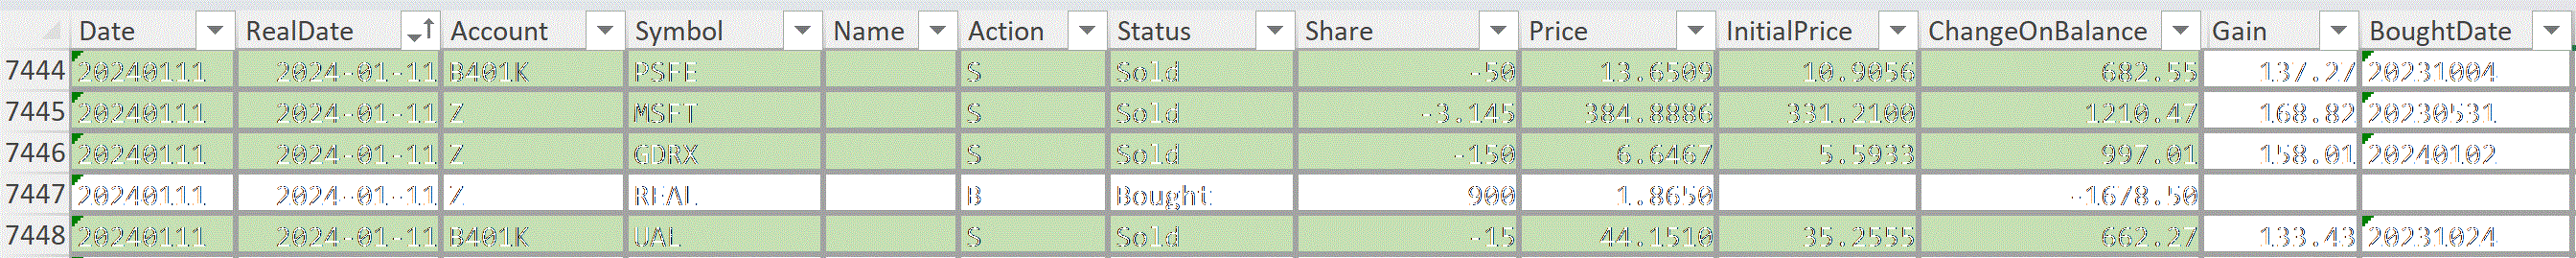 Date RealDate Account Symbol Name Action Status Share Price InitialPrice ChangeOnBalance Gain BoughtDate
7444 20240111 2024-01-11 B401K PSFE S Sold -50 13.6509 10.9056 682.55 137.27 20231004
7445 20240111 2024-01-11 Z MSFT S Sold -3.145 384.8886 331.2100 1210.47 168.82 20230531
7446 20240111 2024-01-11 Z GDRX S Sold -150 6.6467 5.5933 997.01 158.01 20240102
7447 20240111 2024-01-11 Z REAL B Bought 900 1.8650 -1678.50
7448 20240111 2024-01-11 B401K UAL S Sold -15 44.1510 35.2555 662.27 133.43 20231024